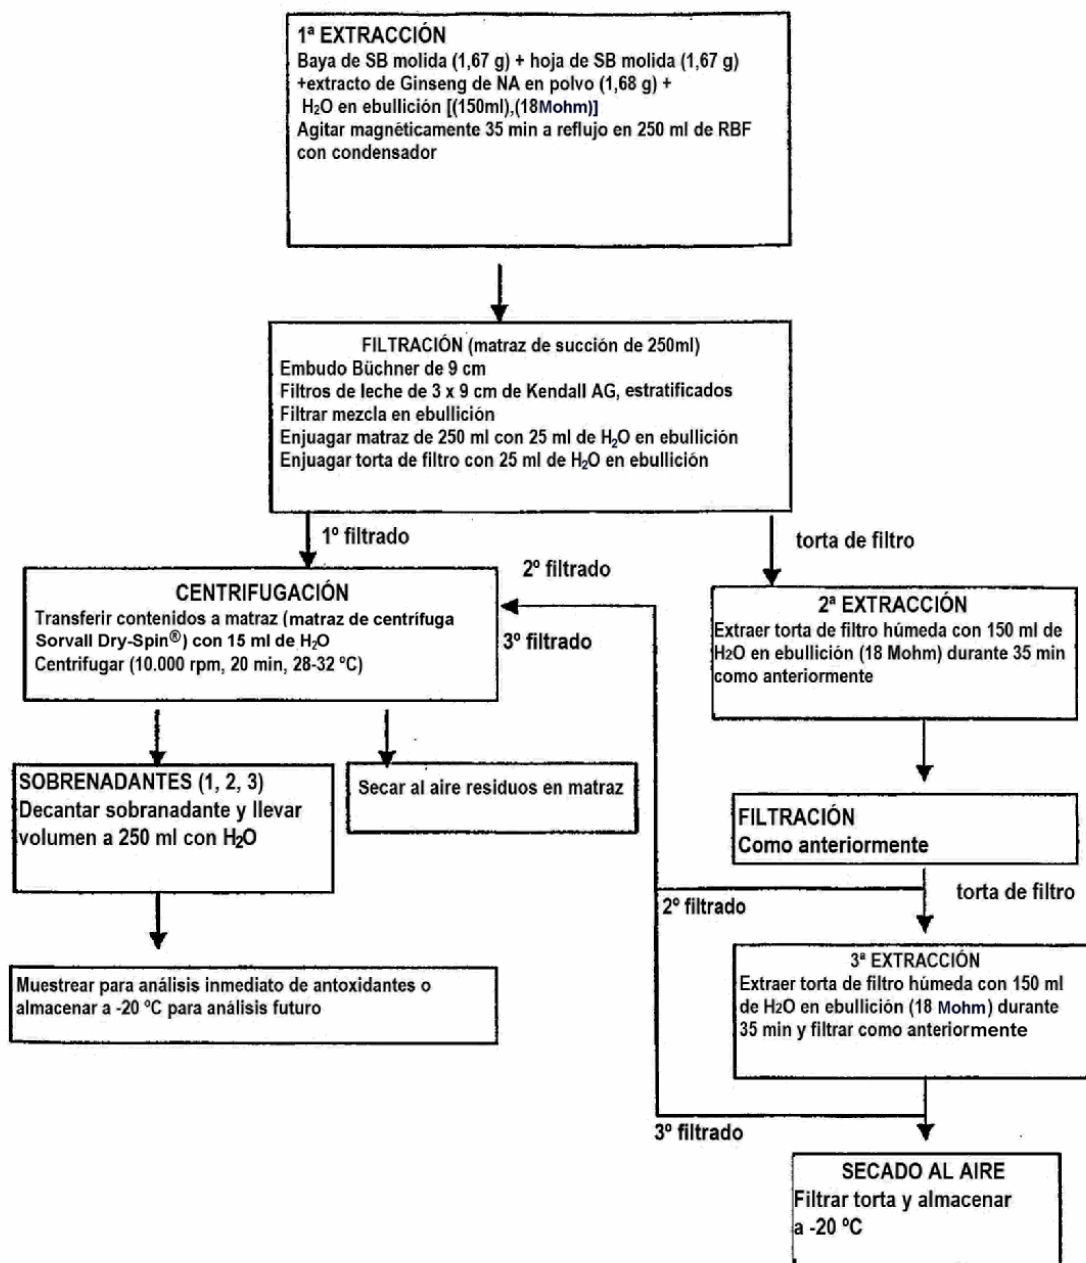 1ª EXTRACCIÓN
Baya de SB molida (1,67 g) + hoja de SB molida (1,67 g)
+extracto de Ginseng de NA en polvo (1,68 g) +
H₂O en ebullición [(150ml),(18Mohm)]
Agitar magnéticamente 35 min a reflujo en 250 ml de RBF
con condensador
FILTRACIÓN (matraz de succión de 250ml)
Embudo Büchner de 9 cm
Filtros de leche de 3 x 9 cm de Kendall AG, estratificados
Filtrar mezcla en ebullición
Enjuagar matraz de 250 ml con 25 ml de H₂O en ebullición
Enjuagar torta de filtro con 25 ml de H₂O en ebullición
1º filtrado
torta de filtro
CENTRIFUGACIÓN
Transferir contenidos a matraz (matraz de centrífuga
Sorvall Dry-Spin®) con 15 ml de H₂O
Centrifugar (10.000 rpm, 20 min, 28-32 ºC)
2º filtrado
3º filtrado
2ª EXTRACCIÓN
Extraer torta de filtro húmeda con 150 ml de
H₂O en ebullición (18 Mohm) durante 35 min
como anteriormente
SOBRENADANTES (1, 2, 3)
Decantar sobranadante y llevar
volumen a 250 ml con H₂O
Secar al aire residuos en matraz
FILTRACIÓN
Como anteriormente
2º filtrado
torta de filtro
Muestrear para análisis inmediato de antoxidantes o
almacenar a -20 ºC para análisis futuro
3ª EXTRACCIÓN
Extraer torta de filtro húmeda con 150 ml
de H₂O en ebullición (18 Mohm) durante
35 min y filtrar como anteriormente
3º filtrado
SECADO AL AIRE
Filtrar torta y almacenar
a -20 ºC